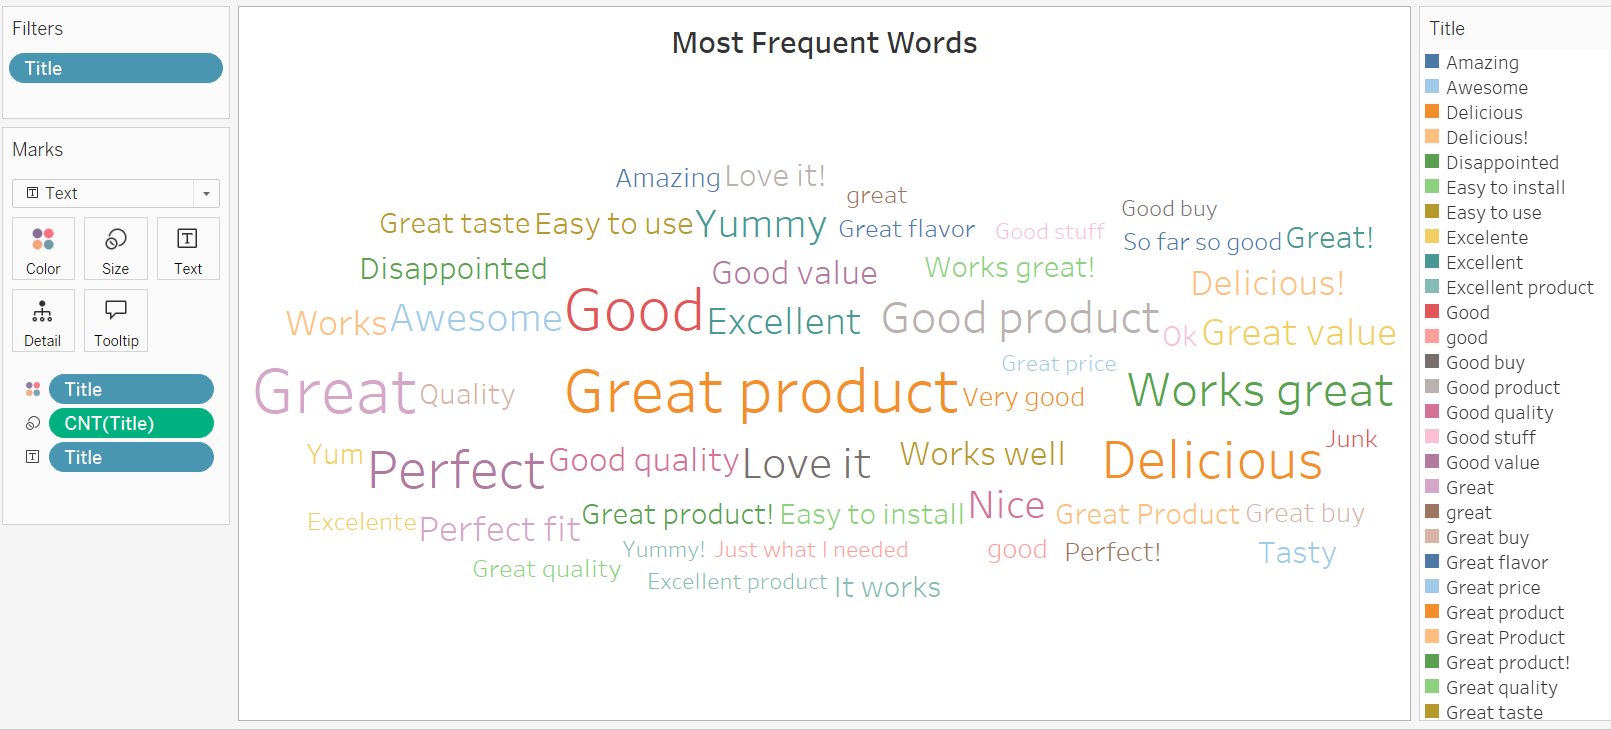 Filters
Title
Marks
Text
Color
Size
Text
Detail
Tooltip
Title
CNT(Title)
Title
Most Frequent Words
Amazing
Love it!
great
Good buy
Great taste
Easy to use
Yummy
Great flavor
Good stuff
So far so good
Great!
Disappointed
Good value
Works great!
Delicious!
Works
Awesome
Good
Excellent
Good product
Ok
Great value
Great price
Great
Quality
Great product
Very good
Works great
Junk
Yum
Perfect
Good quality
Love it
Works well
Delicious
Excelente
Perfect fit
Great product!
Easy to install
Nice
Great Product
Great buy
Yummy!
Just what I needed
good
Perfect!
Tasty
Great quality
Excellent product
It works
Title
Amazing
Awesome
Delicious
Delicious!
Disappointed
Easy to install
Easy to use
Excelente
Excellent
Excellent product
Good
good
Good buy
Good product
Good quality
Good stuff
Good value
Great
great
Great buy
Great flavor
Great price
Great product
Great Product
Great product!
Great quality
Great taste